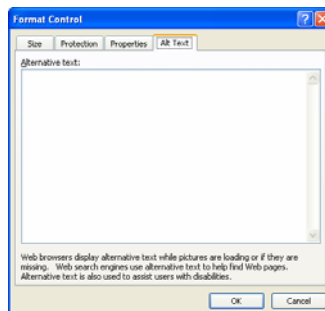 Format Control
Size Protection Properties Alt Text
Alternative text:
Web browsers display alternative text while pictures are loading or if they are
missing. Web search engines use alternative text to help find Web pages.
Alternative text is also used to assist users with disabilities.
OK Cancel